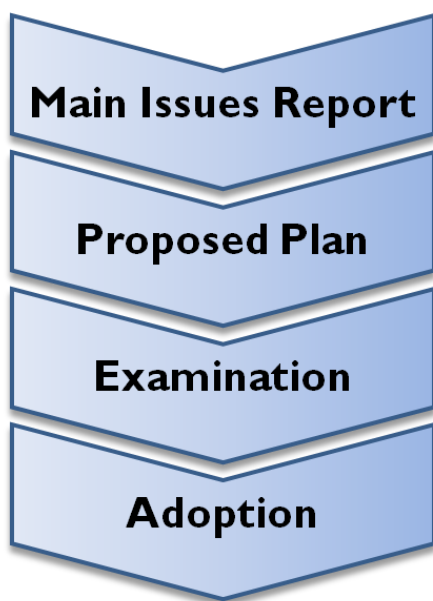 Main Issues Report
Proposed Plan
Examination
Adoption